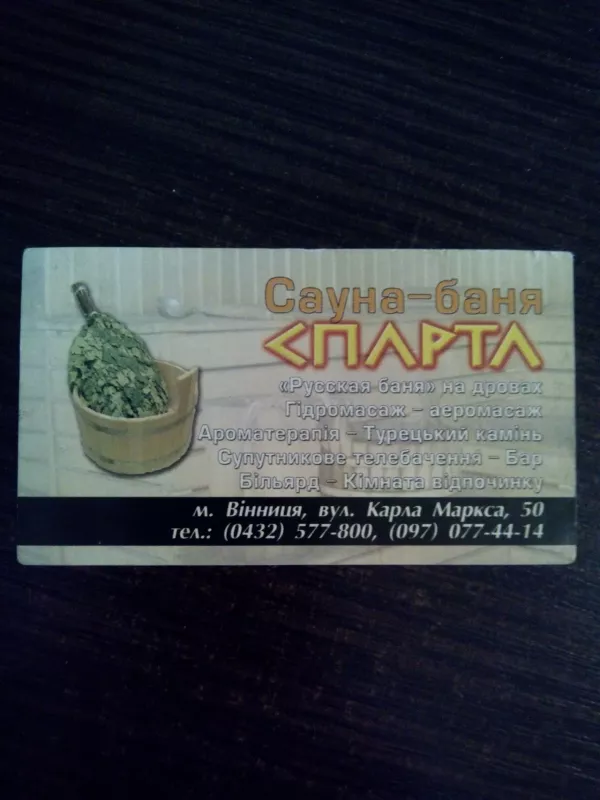 Сауна-баня
СПАРТА
«Русская баня» на дровах
Гідромасаж – аеромасаж
Ароматерапія – Турецький камінь
Супутникове телебачення – Бар
Більярд – Кімната відпочинку
м. Вінниця, вул. Карла Маркса, 50
тел.: (0432) 577-800, (097) 077-44-14